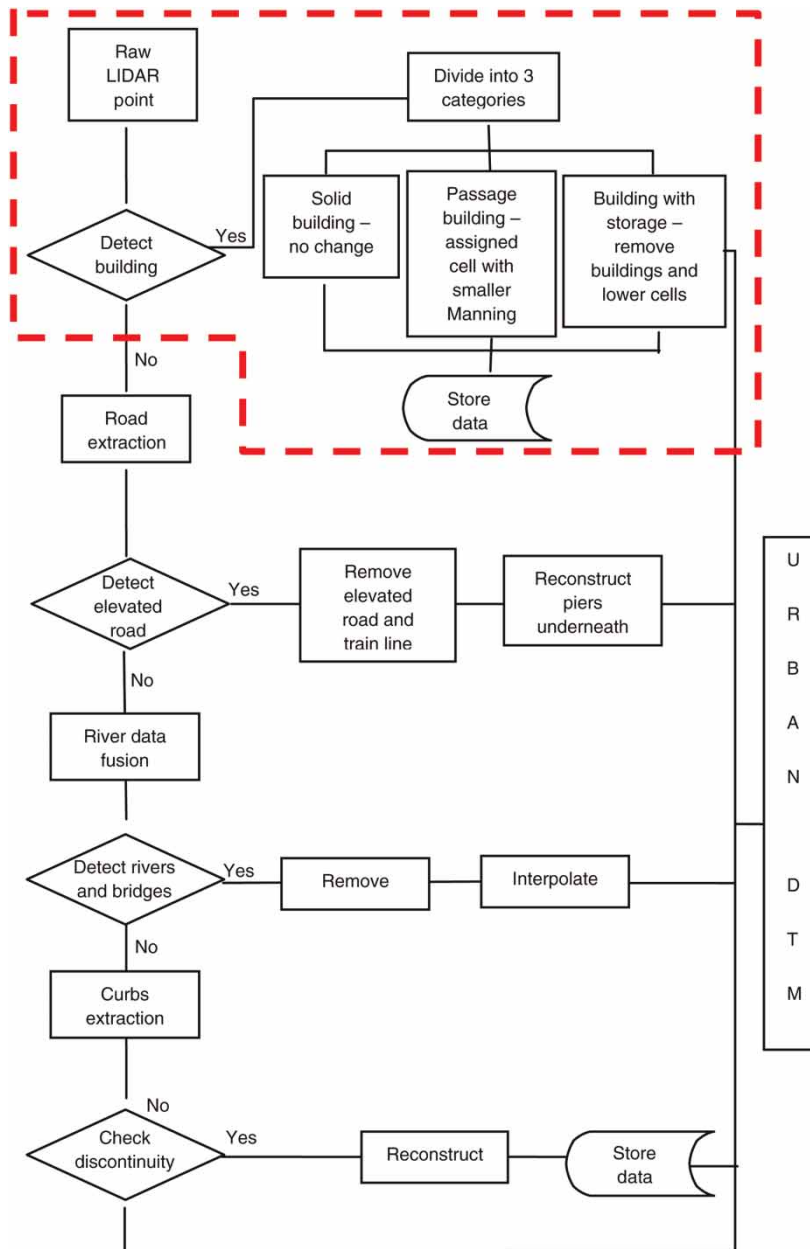 Raw
LIDAR
point
Divide into 3
categories
Detect
building
Yes
Solid
building –
no change
Passage
building –
assigned
cell with
smaller
Manning
Building with
storage –
remove
buildings and
lower cells
No
Store
data
Road
extraction
Detect
elevated
road
Yes
Remove
elevated
road and
train line
Reconstruct
piers
underneath
No
River data
fusion
Detect rivers
and bridges
Yes
Remove
Interpolate
No
Curbs
extraction
No
Check
discontinuity
Yes
Reconstruct
Store
data
U
R
B
A
N
D
T
M